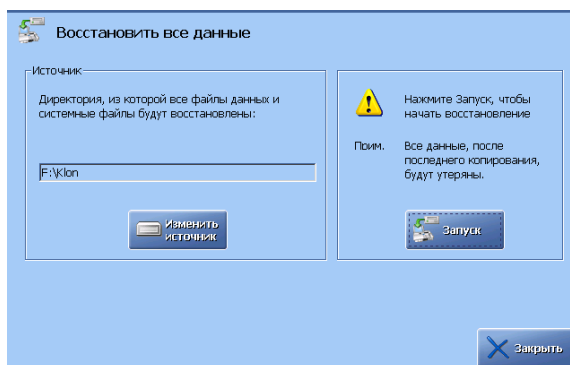 Восстановить все данные
Источник
Директория, из которой все файлы данных и
системные файлы будут восстановлены:
F:\Klon
Изменить
источник
Нажмите Запуск, чтобы
начать восстановление
Прим. Все данные, после
последнего копирования,
будут утеряны.
Запуск
Закрыть